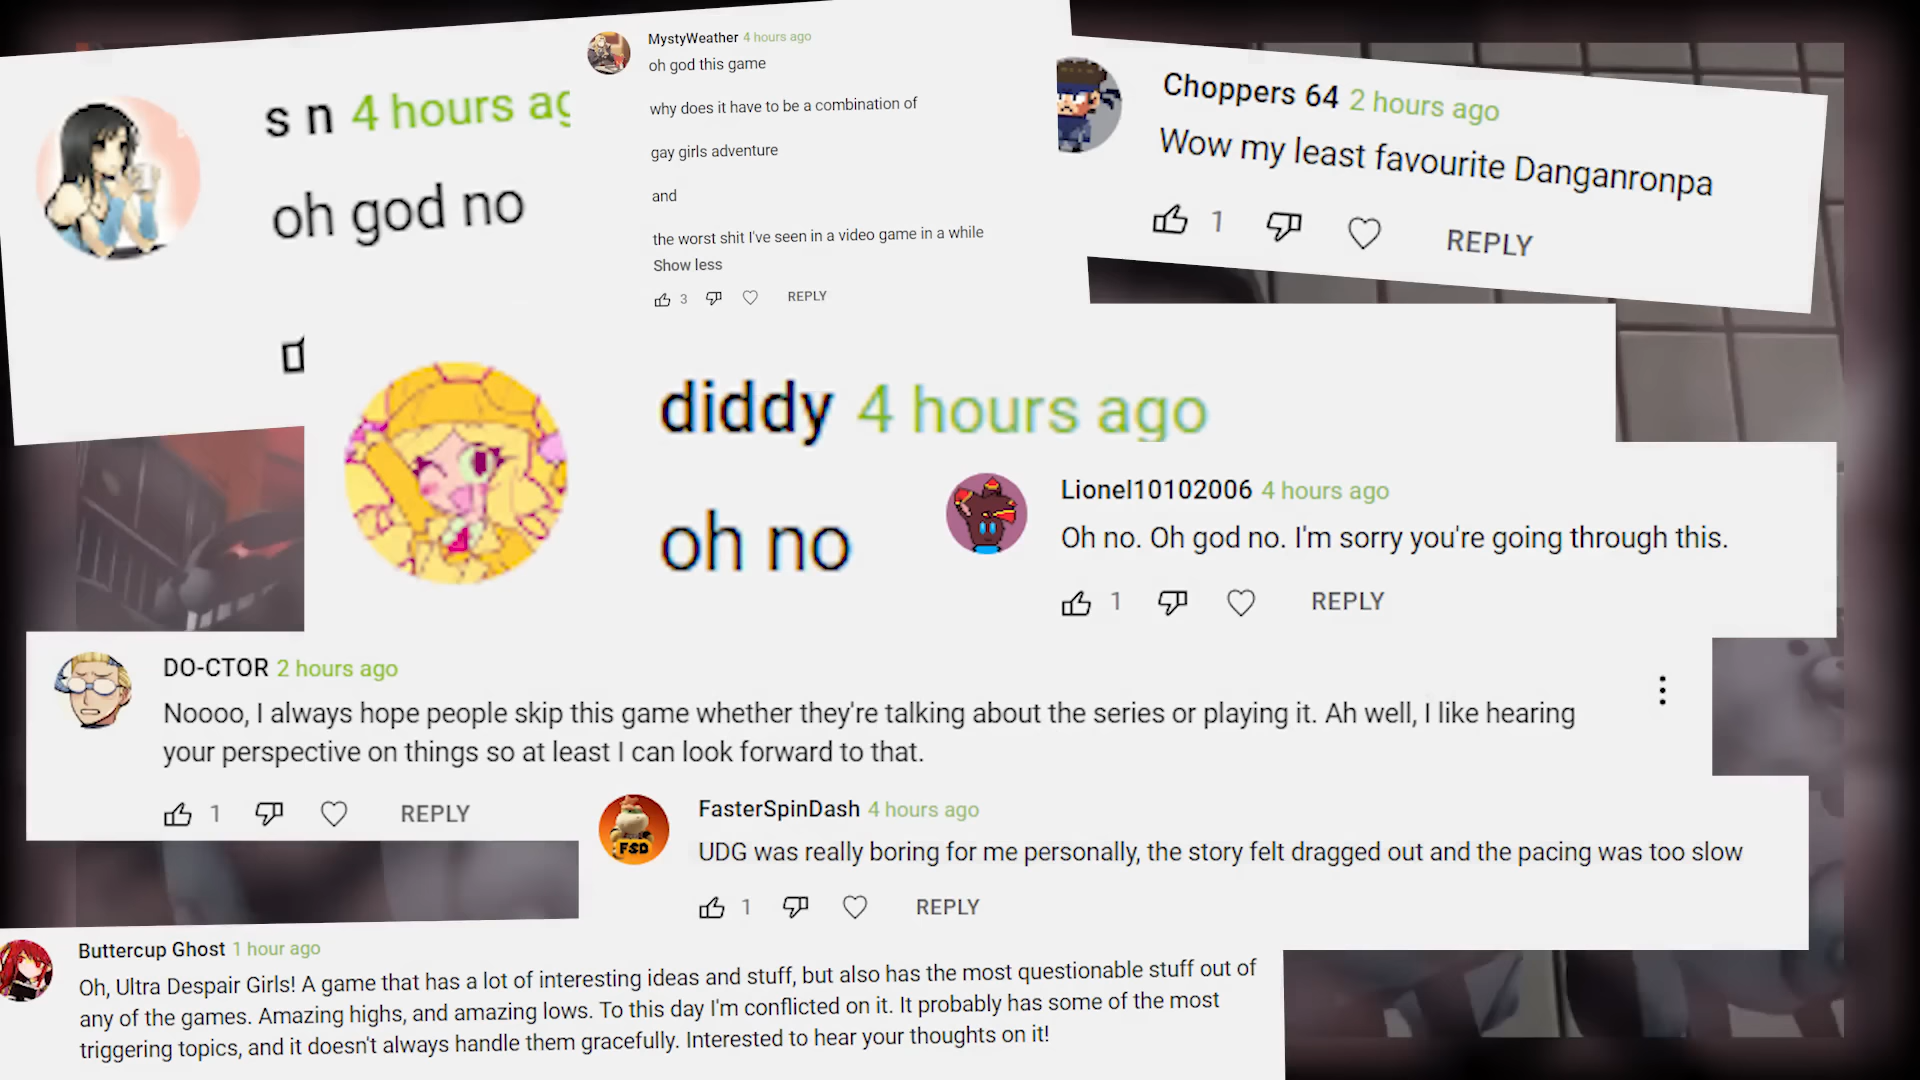 s n 4 hours ag
oh god no
MystyWeather 4 hours ago
oh god this game
why does it have to be a combination of
gay girls adventure
and
the worst shit I've seen in a video game in a while
Show less
3 REPLY
Choppers 64 2 hours ago
Wow my least favourite Danganronpa
1 REPLY
diddy 4 hours ago
oh no
Lionel10102006 4 hours ago
Oh no. Oh god no. I'm sorry you're going through this.
1 REPLY
DO-CTOR 2 hours ago
Noooo, I always hope people skip this game whether they're talking about the series or playing it. Ah well, I like hearing
your perspective on things so at least I can look forward to that.
1 REPLY
FSD
FasterSpinDash 4 hours ago
UDG was really boring for me personally, the story felt dragged out and the pacing was too slow
1 REPLY
Buttercup Ghost 1 hour ago
Oh, Ultra Despair Girls! A game that has a lot of interesting ideas and stuff, but also has the most questionable stuff out of
any of the games. Amazing highs, and amazing lows. To this day I'm conflicted on it. It probably has some of the most
triggering topics, and it doesn't always handle them gracefully. Interested to hear your thoughts on it!